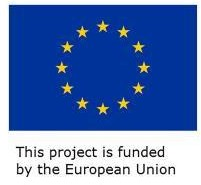 This project is funded
by the European Union